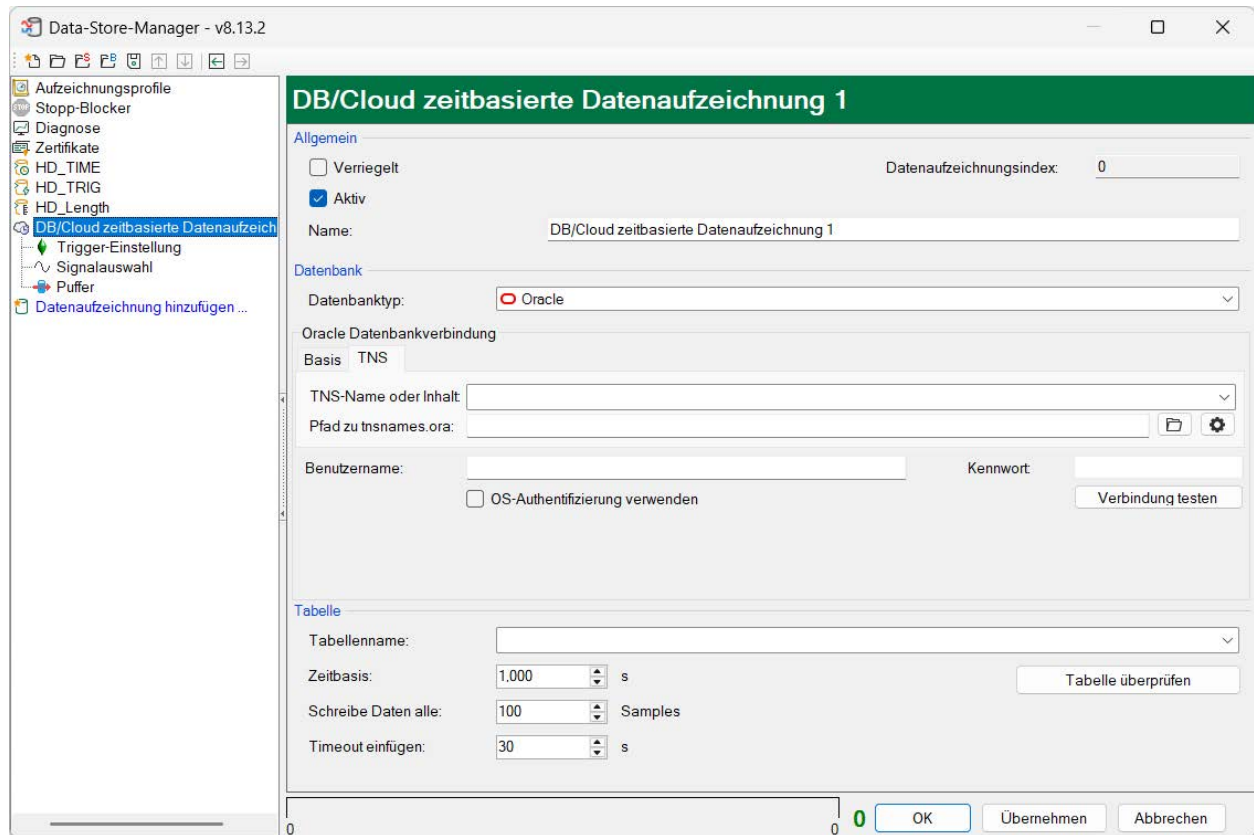 Data-Store-Manager - v8.13.2
Aufzeichnungsprofile
Stopp-Blocker
Diagnose
Zertifikate
HD_TIME
HD_TRIG
HD_Length
DB/Cloud zeitbasierte Datenaufzeich
Trigger-Einstellung
Signalauswahl
Puffer
Datenaufzeichnung hinzufügen ...
DB/Cloud zeitbasierte Datenaufzeichnung 1
Allgemein
Verriegelt Datenaufzeichnungsindex: 0
Aktiv
Name: DB/Cloud zeitbasierte Datenaufzeichnung 1
Datenbank
Datenbanktyp: Oracle
Oracle Datenbankverbindung
Basis TNS
TNS-Name oder Inhalt:
Pfad zu tnsnames.ora:
Benutzername: Kennwort:
OS-Authentifizierung verwenden Verbindung testen
Tabelle
Tabellenname:
Zeitbasis: 1,000 s Tabelle überprüfen
Schreibe Daten alle: 100 Samples
Timeout einfügen: 30 s
0 0 0 OK Übernehmen Abbrechen